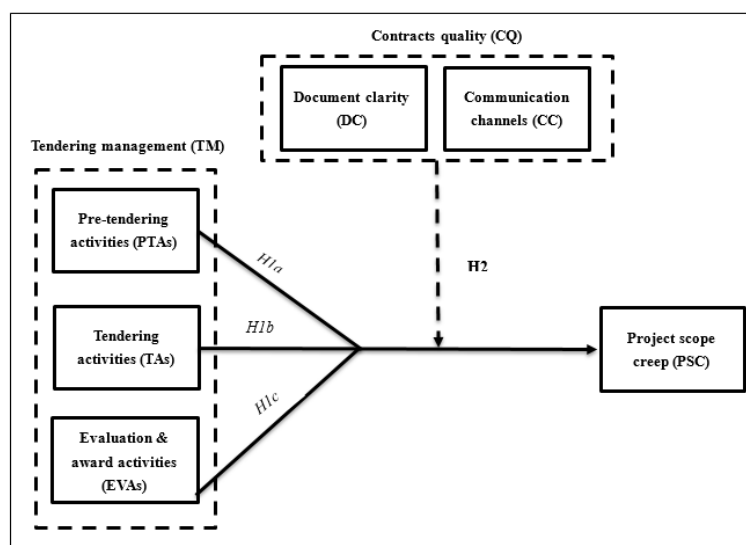 Contracts quality (CQ)
Document clarity
(DC)
Communication
channels (CC)
Tendering management (TM)
Pre-tendering
activities (PTAs)
H1a
H2
Tendering
activities (TAs)
H1b
Project scope
creep (PSC)
H1c
Evaluation &
award activities
(EVAs)